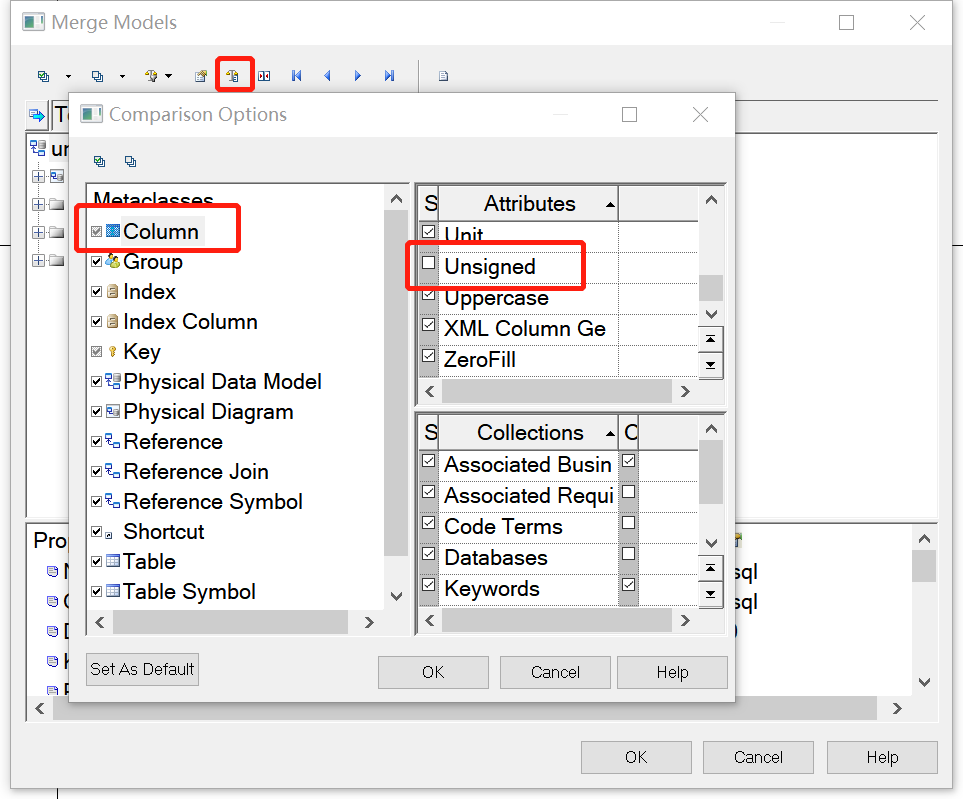 Merge Models
Comparison Options
Metaclasses
Column
Group
Index
Index Column
Key
Physical Data Model
Physical Diagram
Reference
Reference Join
Reference Symbol
Shortcut
Table
Table Symbol
S Attributes
Unit
Unsigned
Uppercase
XML Column Ge
ZeroFill
S Collections C
Associated Busin
Associated Requi
Code Terms
Databases
Keywords
Set As Default
OK Cancel Help
sql
sql
OK Cancel Help